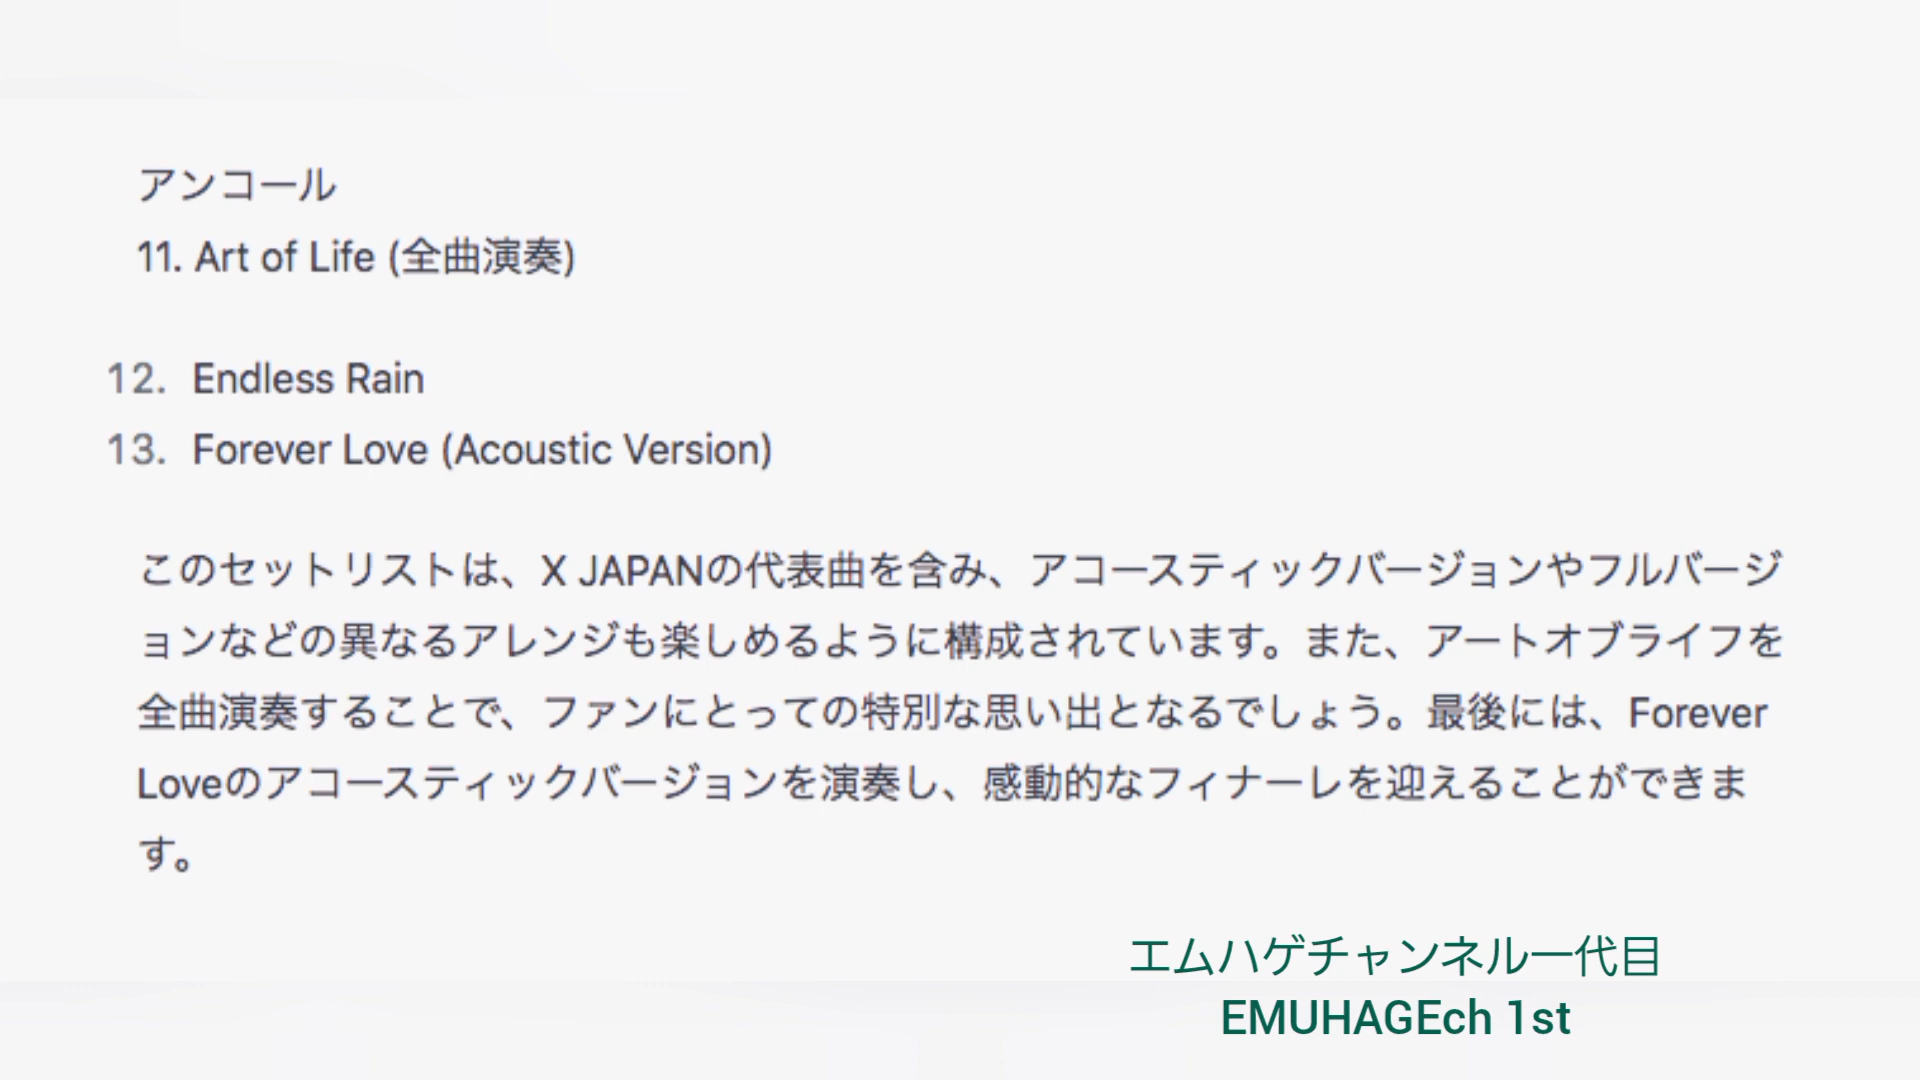 アンコール
11. Art of Life (全曲演奏)
12. Endless Rain
13. Forever Love (Acoustic Version)
このセットリストは、X JAPANの代表曲を含み、アコースティックバージョンやフルバージ
ョンなどの異なるアレンジも楽しめるように構成されています。また、アートオブライフを
全曲演奏することで、ファンにとっての特別な思い出となるでしょう。最後には、Forever
Loveのアコースティックバージョンを演奏し、感動的なフィナーレを迎えることができま
す。
エムハゲチャンネル一代目
EMUHAGEch 1st